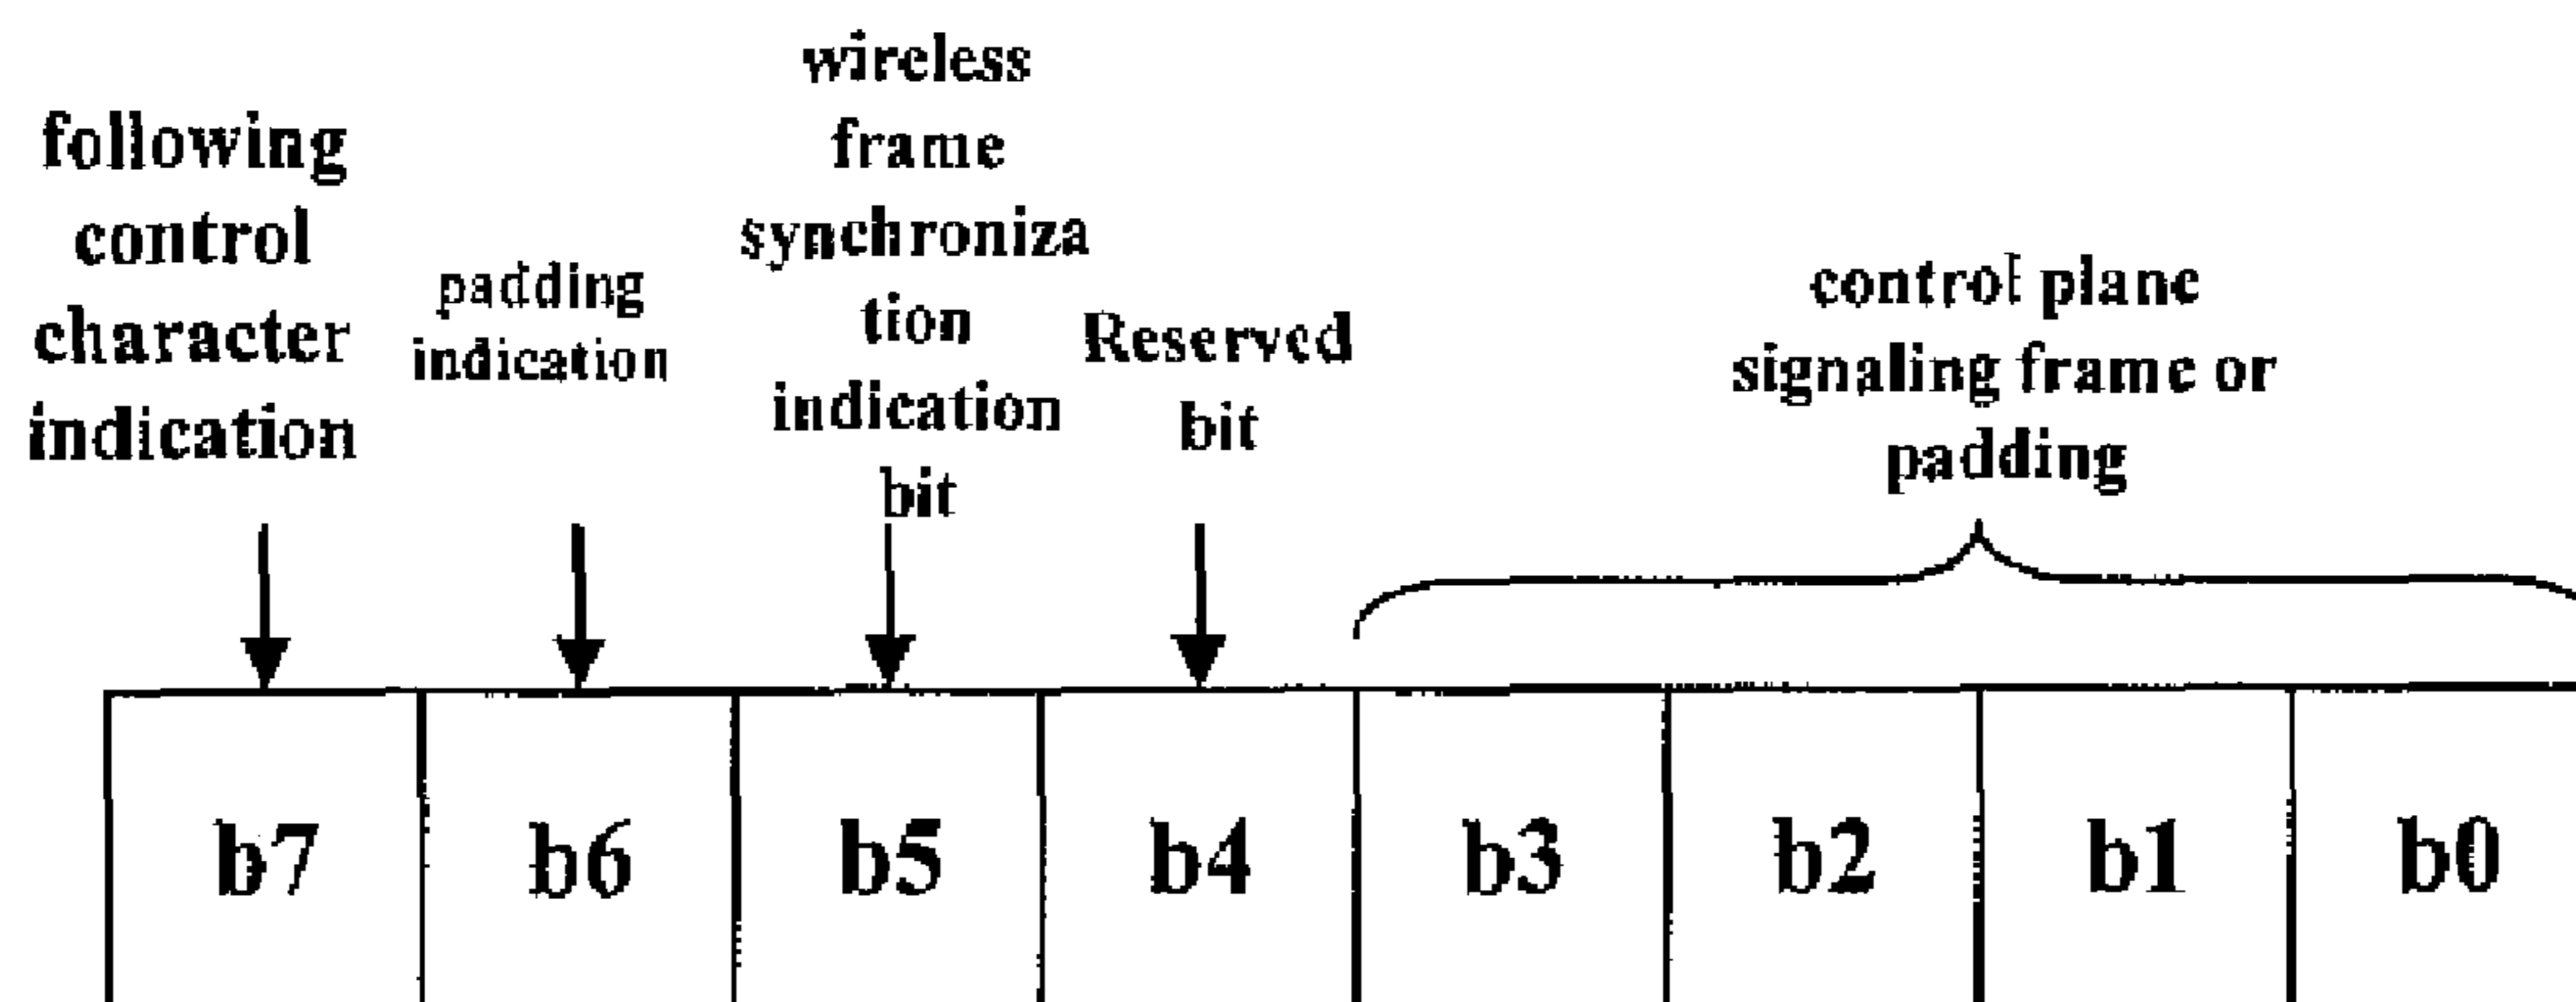 following
control
character
indication
padding
indication
wireless
frame
synchroniza
tion
indication
bit
Reserved
bit
control plane
signaling frame or
padding
b7 b6 b5 b4 b3 b2 b1 b0